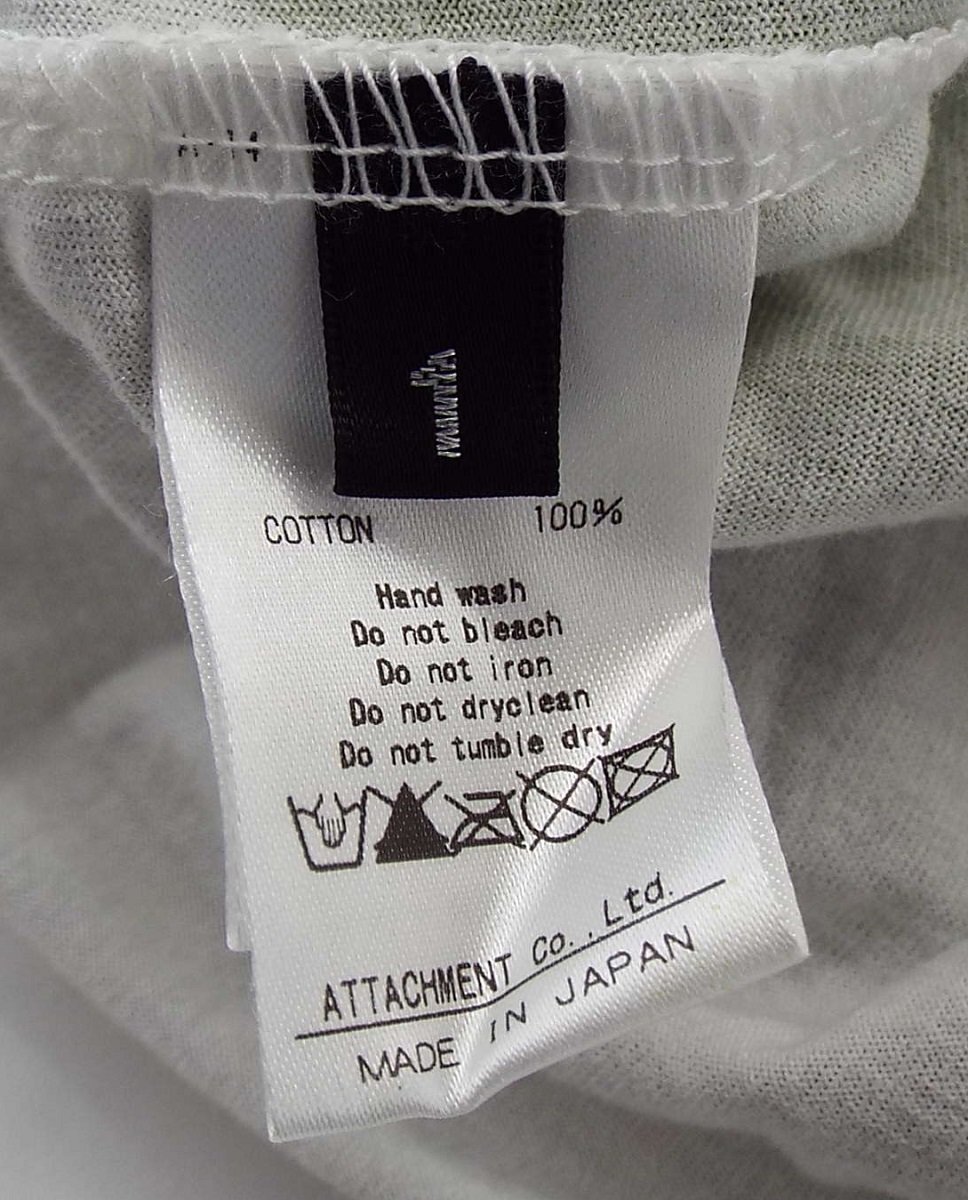 1
COTTON 100%
Hand wash
Do not bleach
Do not iron
Do not dryclean
Do not tumble dry
ATTACHMENT Co.,Ltd.
MADE IN JAPAN